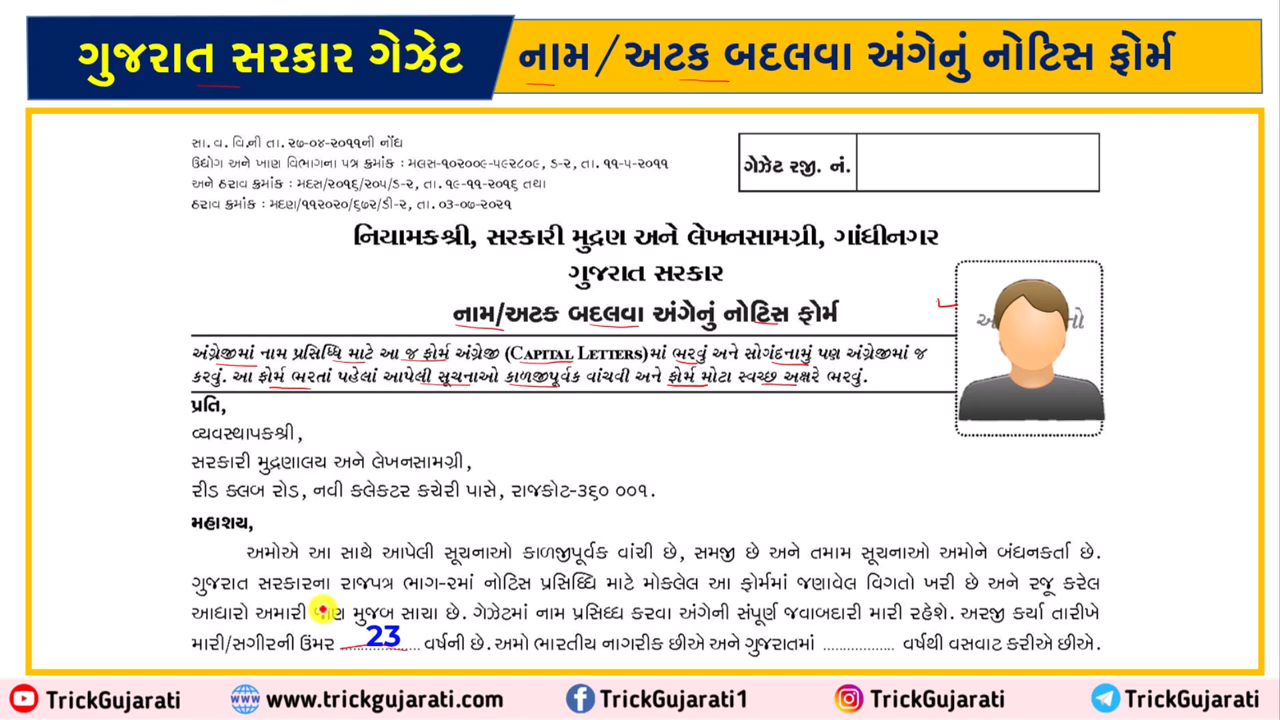 ગુજરાત સરકાર ગેઝેટ
નામ/અટક બદલવા અંગેનું નોટિસ ફોર્મ
સા. વ. વિ.ની તા. ૨૭-૦૪-૨૦૧૧ની નોંધ
ઉદ્યોગ અને ખાણ વિભાગના પત્ર ક્રમાંક : મલસ-૧૦૨૦૦૯-૫૯૨૮૦૯, ડ-૨, તા. ૧૧-૫-૨૦૧૧
અને ઠરાવ ક્રમાંક : મદસ/૨૦૧૬/૨૦૫/ડ-૨, તા. ૧૯-૧૧-૨૦૧૬ તથા
ઠરાવ ક્રમાંક : મદણ/૧૧૨૦૨૦/૬૭૨/ડી-૨, તા. ૦૩-૦૭-૨૦૨૧
ગેઝેટ રજી. નં.
નિયામકશ્રી, સરકારી મુદ્રણ અને લેખનસામગ્રી, ગાંધીનગર
ગુજરાત સરકાર
નામ/અટક બદલવા અંગેનું નોટિસ ફોર્મ
અંગ્રેજીમાં નામ પ્રસિધ્ધિ માટે આ જ ફોર્મ અંગ્રેજી (CAPITAL LETTERS)માં ભરવું અને સોગંદનામું પણ અંગ્રેજીમાં જ
કરવું. આ ફોર્મ ભરતાં પહેલાં આપેલી સૂચનાઓ કાળજીપૂર્વક વાંચવી અને ફોર્મ મોટા સ્વચ્છ અક્ષરે ભરવું.
પ્રતિ,
વ્યવસ્થાપકશ્રી,
સરકારી મુદ્રણાલય અને લેખનસામગ્રી,
રીડ ક્લબ રોડ, નવી કલેક્ટર કચેરી પાસે, રાજકોટ-૩૬૦ ૦૦૧.
મહાશય,
અમોએ આ સાથે આપેલી સૂચનાઓ કાળજીપૂર્વક વાંચી છે, સમજી છે અને તમામ સૂચનાઓ અમોને બંધનકર્તા છે.
ગુજરાત સરકારના રાજપત્ર ભાગ-૨માં નોટિસ પ્રસિધ્ધિ માટે મોકલેલ આ ફોર્મમાં જણાવેલ વિગતો ખરી છે અને રજૂ કરેલ
આધારો અમારી જાણ મુજબ સાચા છે. ગેઝેટમાં નામ પ્રસિધ્ધ કરવા અંગેની સંપૂર્ણ જવાબદારી મારી રહેશે. અરજી કર્યા તારીખે
મારી/સગીરની ઉંમર 23 વર્ષની છે. અમો ભારતીય નાગરીક છીએ અને ગુજરાતમાં .................. વર્ષથી વસવાટ કરીએ છીએ.
TrickGujarati
www.trickgujarati.com
TrickGujarati1
TrickGujarati
TrickGujarati